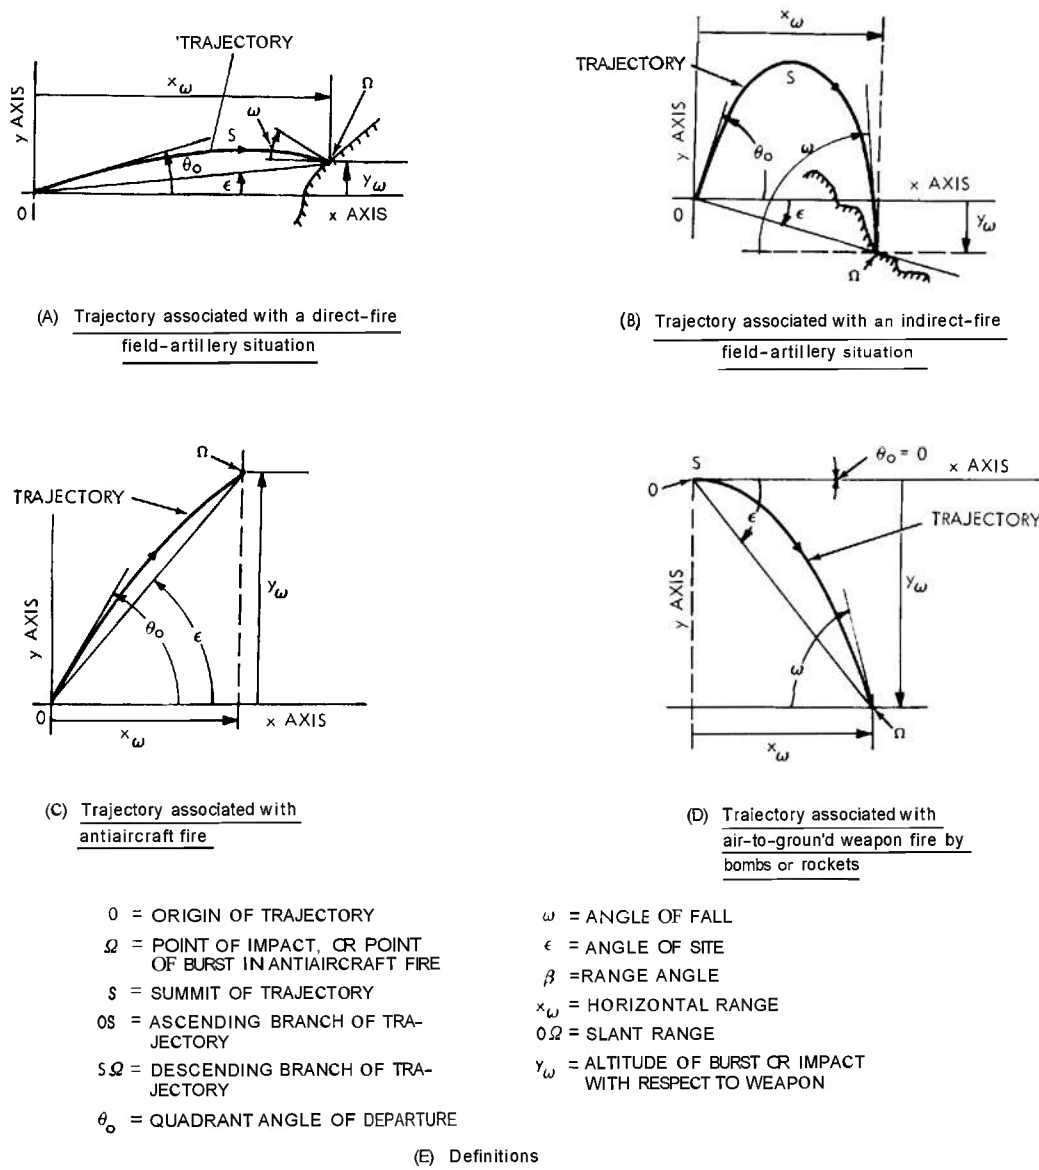 'TRAJECTORY
y AXIS
xω
Ω
ω
S
θo
ε
yω
O
x AXIS
(A) Trajectory associated with a direct-fire
field-artillery situation
xω
TRAJECTORY
S
y AXIS
θo
ω
x AXIS
O
ε
yω
Ω
(B) Trajectory associated with an indirect-fire
field-artillery situation
Ω
TRAJECTORY
y AXIS
θo
ε
yω
O
x AXIS
xω
(C) Trajectory associated with
antiaircraft fire
S
θo = 0
x AXIS
O
ε
TRAJECTORY
y AXIS
yω
ω
Ω
xω
(D) Traiectory associated with
air-to-groun'd weapon fire by
bombs or rockets
O = ORIGIN OF TRAJECTORY
Ω = POINT OF IMPACT, CR POINT
OF BURST IN ANTIAIRCRAFT FIRE
S = SUMMIT OF TRAJECTORY
OS = ASCENDING BRANCH OF TRA-
JECTORY
SΩ = DESCENDING BRANCH OF TRA-
JECTORY
θo = QUADRANT ANGLE OF DEPARTURE
ω = ANGLE OF FALL
ε = ANGLE OF SITE
β = RANGE ANGLE
xω = HORIZONTAL RANGE
OΩ = SLANT RANGE
yω = ALTITUDE OF BURST CR IMPACT
WITH RESPECT TO WEAPON
(E) Definitions